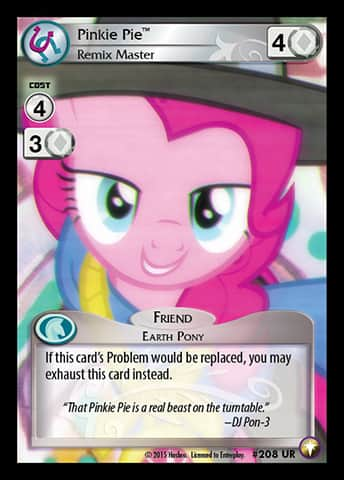 Pinkie Pie™
Remix Master
4
COST
4
3
FRIEND
EARTH PONY
If this card's Problem would be replaced, you may
exhaust this card instead.
"That Pinkie Pie is a real beast on the turntable."
–DJ Pon-3
© 2015 Hasbro. Licensed to Enterplay.
#208 UR